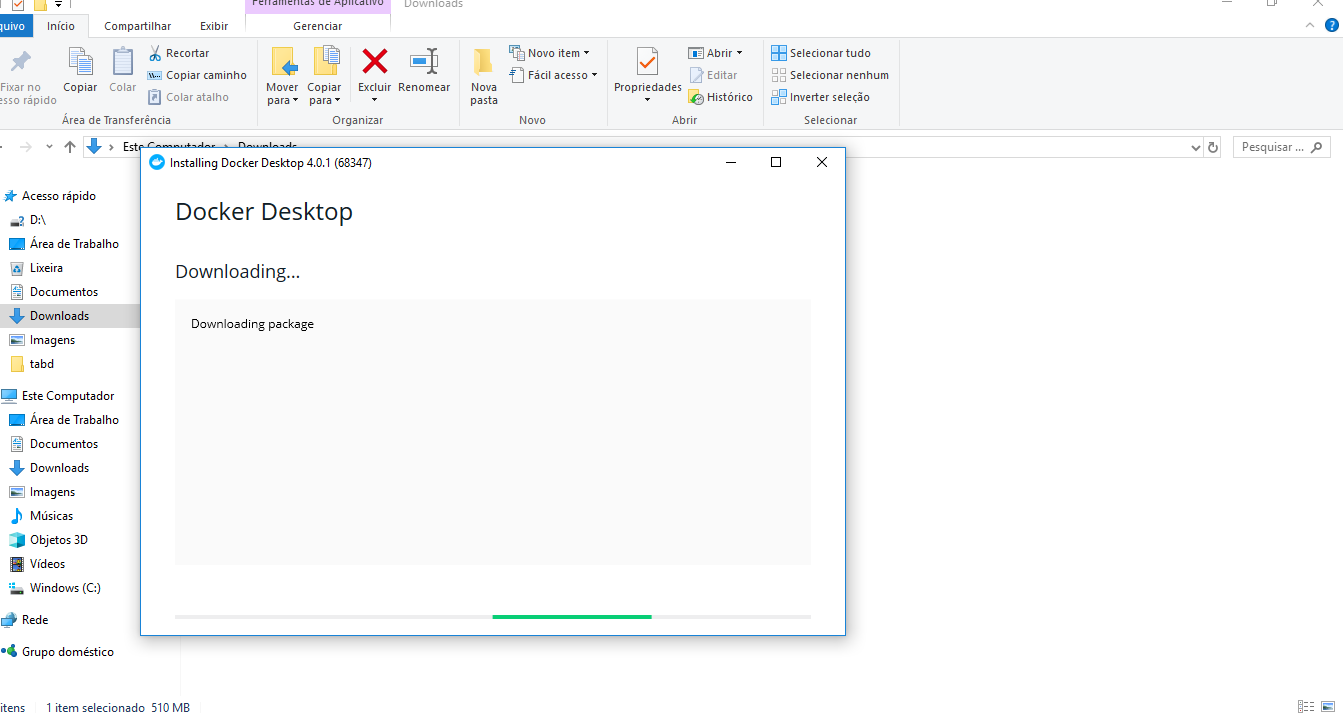 Ferramentas de Aplicativo Downloads
quivo Início Compartilhar Exibir Gerenciar
Fixar no
esso rápido
Copiar
Colar
Recortar
Copiar caminho
Colar atalho
Área de Transferência
Mover
para
Copiar
para
Excluir
Renomear
Organizar
Nova
pasta
Novo item
Fácil acesso
Novo
Propriedades
Abrir
Editar
Histórico
Abrir
Selecionar tudo
Selecionar nenhum
Inverter seleção
Selecionar
Este Computador Downloads
Pesquisar ...
Acesso rápido
D:\
Área de Trabalho
Lixeira
Documentos
Downloads
Imagens
tabd
Este Computador
Área de Trabalho
Documentos
Downloads
Imagens
Músicas
Objetos 3D
Vídeos
Windows (C:)
Rede
Grupo doméstico
Installing Docker Desktop 4.0.1 (68347)
Docker Desktop
Downloading...
Downloading package
itens 1 item selecionado 510 MB